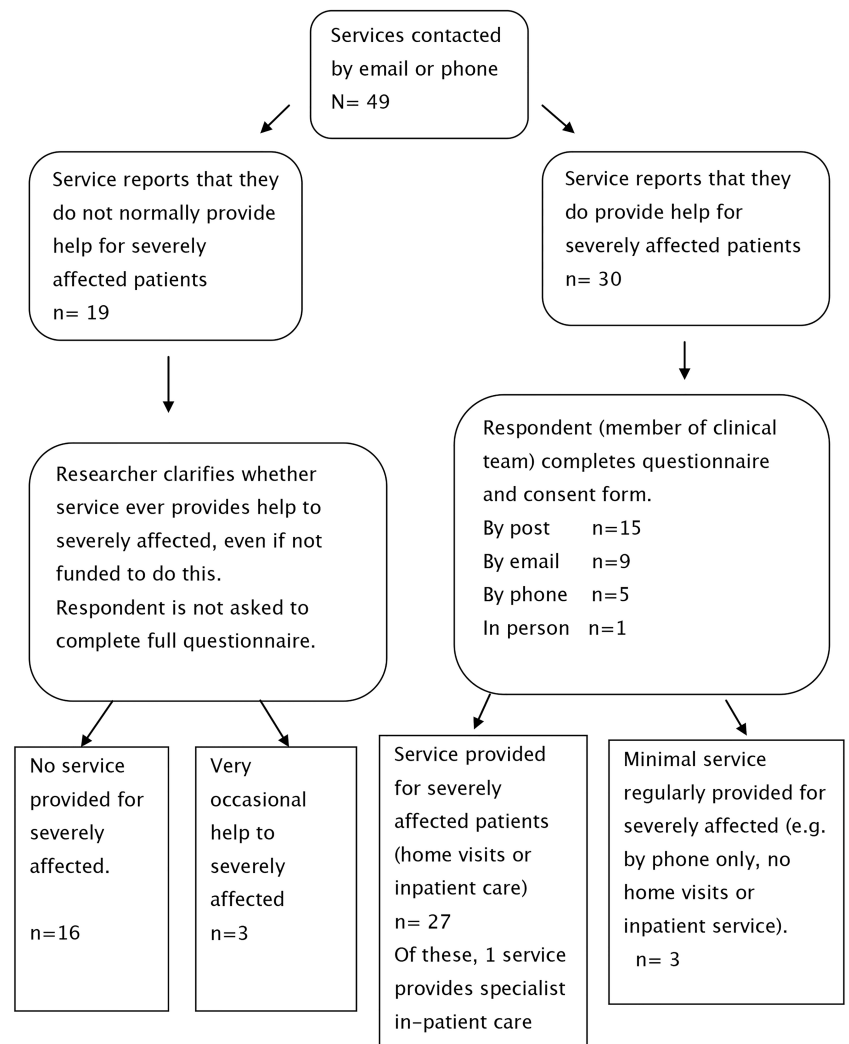 Services contacted
by email or phone
N= 49
Service reports that they
do not normally provide
help for severely
affected patients
n= 19
Service reports that they
do provide help for
severely affected patients
n= 30
Researcher clarifies whether
service ever provides help to
severely affected, even if not
funded to do this.
Respondent is not asked to
complete full questionnaire.
Respondent (member of clinical
team) completes questionnaire
and consent form.
By post n=15
By email n=9
By phone n=5
In person n=1
No service
provided for
severely
affected.
n=16
Very
occasional
help to
severely
affected
n=3
Service provided
for severely
affected patients
(home visits or
inpatient care)
n= 27
Of these, 1 service
provides specialist
in-patient care
Minimal service
regularly provided for
severely affected (e.g.
by phone only, no
home visits or
inpatient service).
n= 3